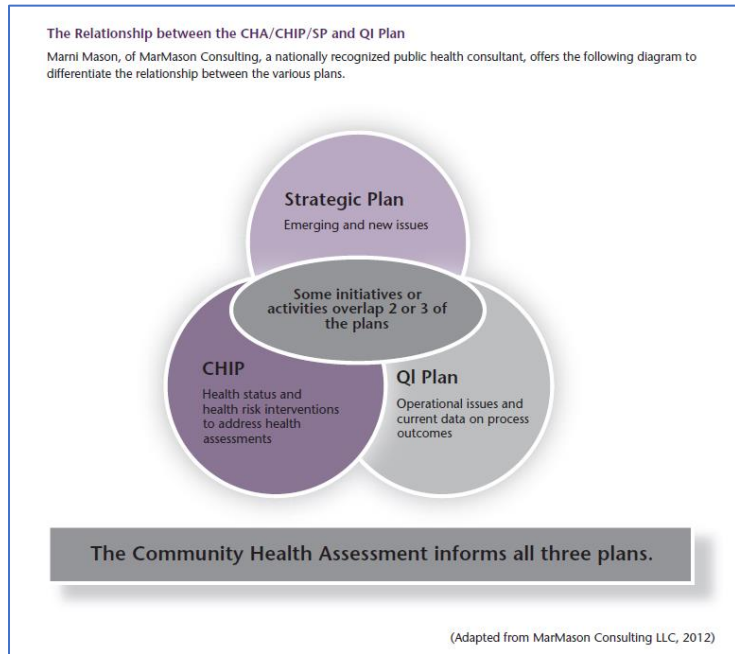 The Relationship between the CHA/CHIP/SP and QI Plan
Marni Mason, of MarMason Consulting, a nationally recognized public health consultant, offers the following diagram to
differentiate the relationship between the various plans.
Strategic Plan
Emerging and new issues
Some initiatives or
activities overlap 2 or 3 of
the plans
CHIP
Health status and
health risk interventions
to address health
assessments
QI Plan
Operational issues and
current data on process
outcomes
The Community Health Assessment informs all three plans.
(Adapted from MarMason Consulting LLC, 2012)